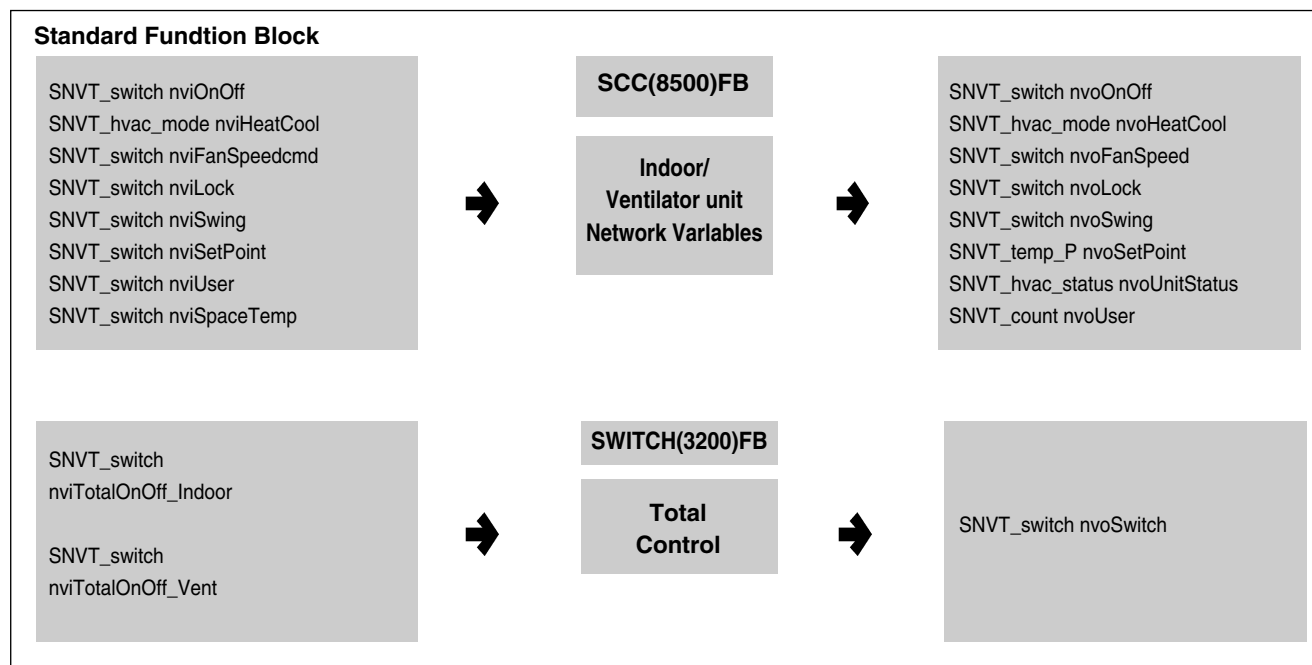 Standard Fundtion Block
SNVT_switch nviOnOff
SNVT_hvac_mode nviHeatCool
SNVT_switch nviFanSpeedcmd
SNVT_switch nviLock
SNVT_switch nviSwing
SNVT_switch nviSetPoint
SNVT_switch nviUser
SNVT_switch nviSpaceTemp
SCC(8500)FB
Indoor/
Ventilator unit
Network Varlables
SNVT_switch nvoOnOff
SNVT_hvac_mode nvoHeatCool
SNVT_switch nvoFanSpeed
SNVT_switch nvoLock
SNVT_switch nvoSwing
SNVT_temp_P nvoSetPoint
SNVT_hvac_status nvoUnitStatus
SNVT_count nvoUser
SNVT_switch
nviTotalOnOff_Indoor
SNVT_switch
nviTotalOnOff_Vent
SWITCH(3200)FB
Total
Control
SNVT_switch nvoSwitch